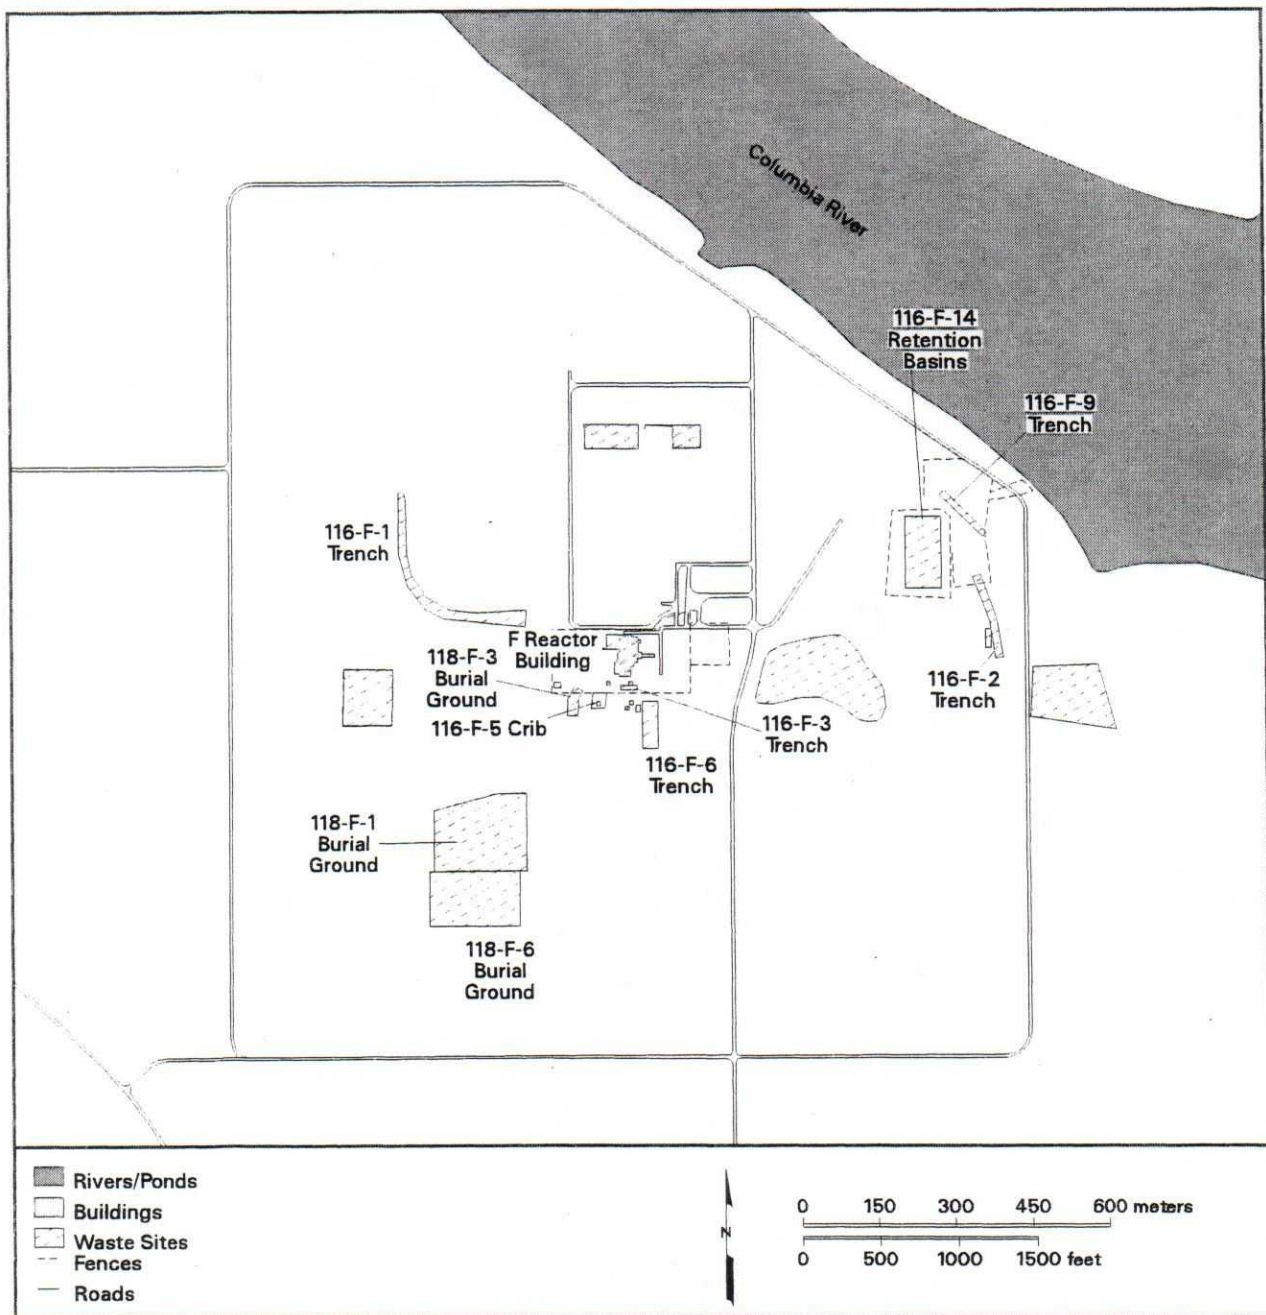 Columbia River
116-F-14
Retention
Basins
116-F-9
Trench
116-F-1
Trench
F Reactor
Building
118-F-3
Burial
Ground
116-F-5 Crib
116-F-2
Trench
116-F-3
Trench
116-F-6
Trench
118-F-1
Burial
Ground
118-F-6
Burial
Ground
Rivers/Ponds
Buildings
Waste Sites
Fences
Roads
N
0 150 300 450 600 meters
0 500 1000 1500 feet